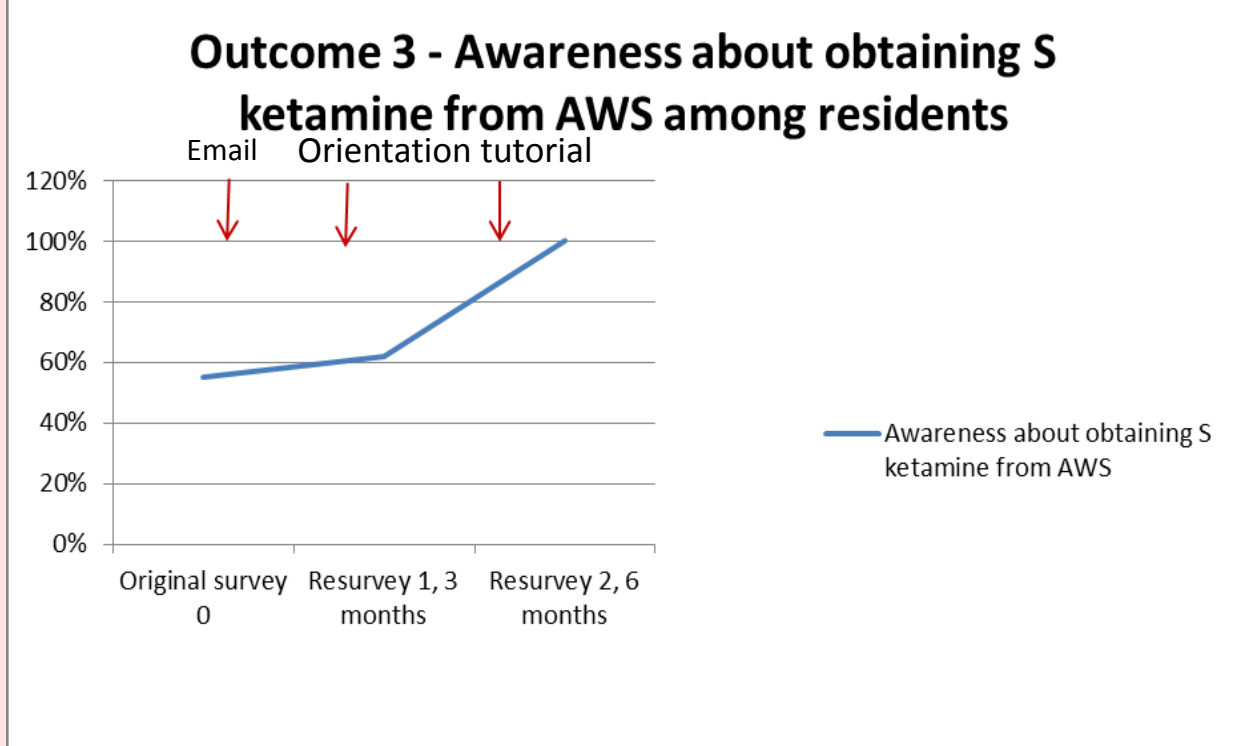 Outcome 3 - Awareness about obtaining S
ketamine from AWS among residents
Email Orientation tutorial
120%
100%
80%
60%
40%
20%
0%
Original survey Resurvey 1, 3 Resurvey 2, 6
0 months months
Awareness about obtaining S
ketamine from AWS